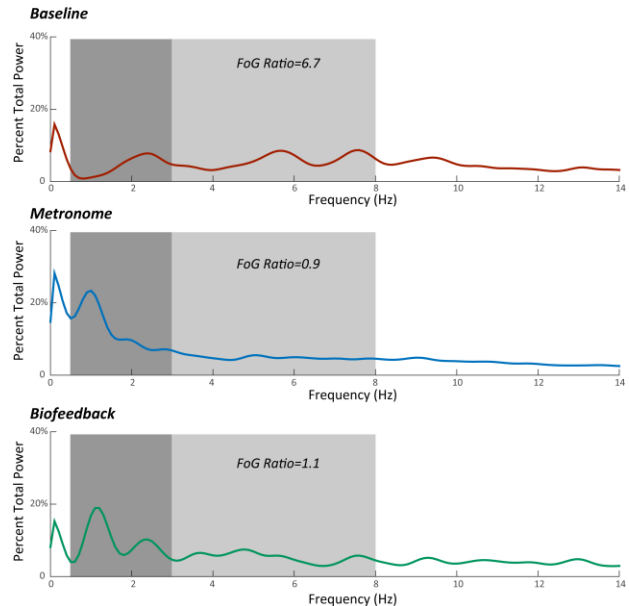 Baseline
Percent Total Power
40%
20%
0
FoG Ratio=6.7
0 2 4 6 8 10 12 14
Frequency (Hz)
Metronome
Percent Total Power
40%
20%
0
FoG Ratio=0.9
0 2 4 6 8 10 12 14
Frequency (Hz)
Biofeedback
Percent Total Power
40%
20%
0
FoG Ratio=1.1
0 2 4 6 8 10 12 14
Frequency (Hz)